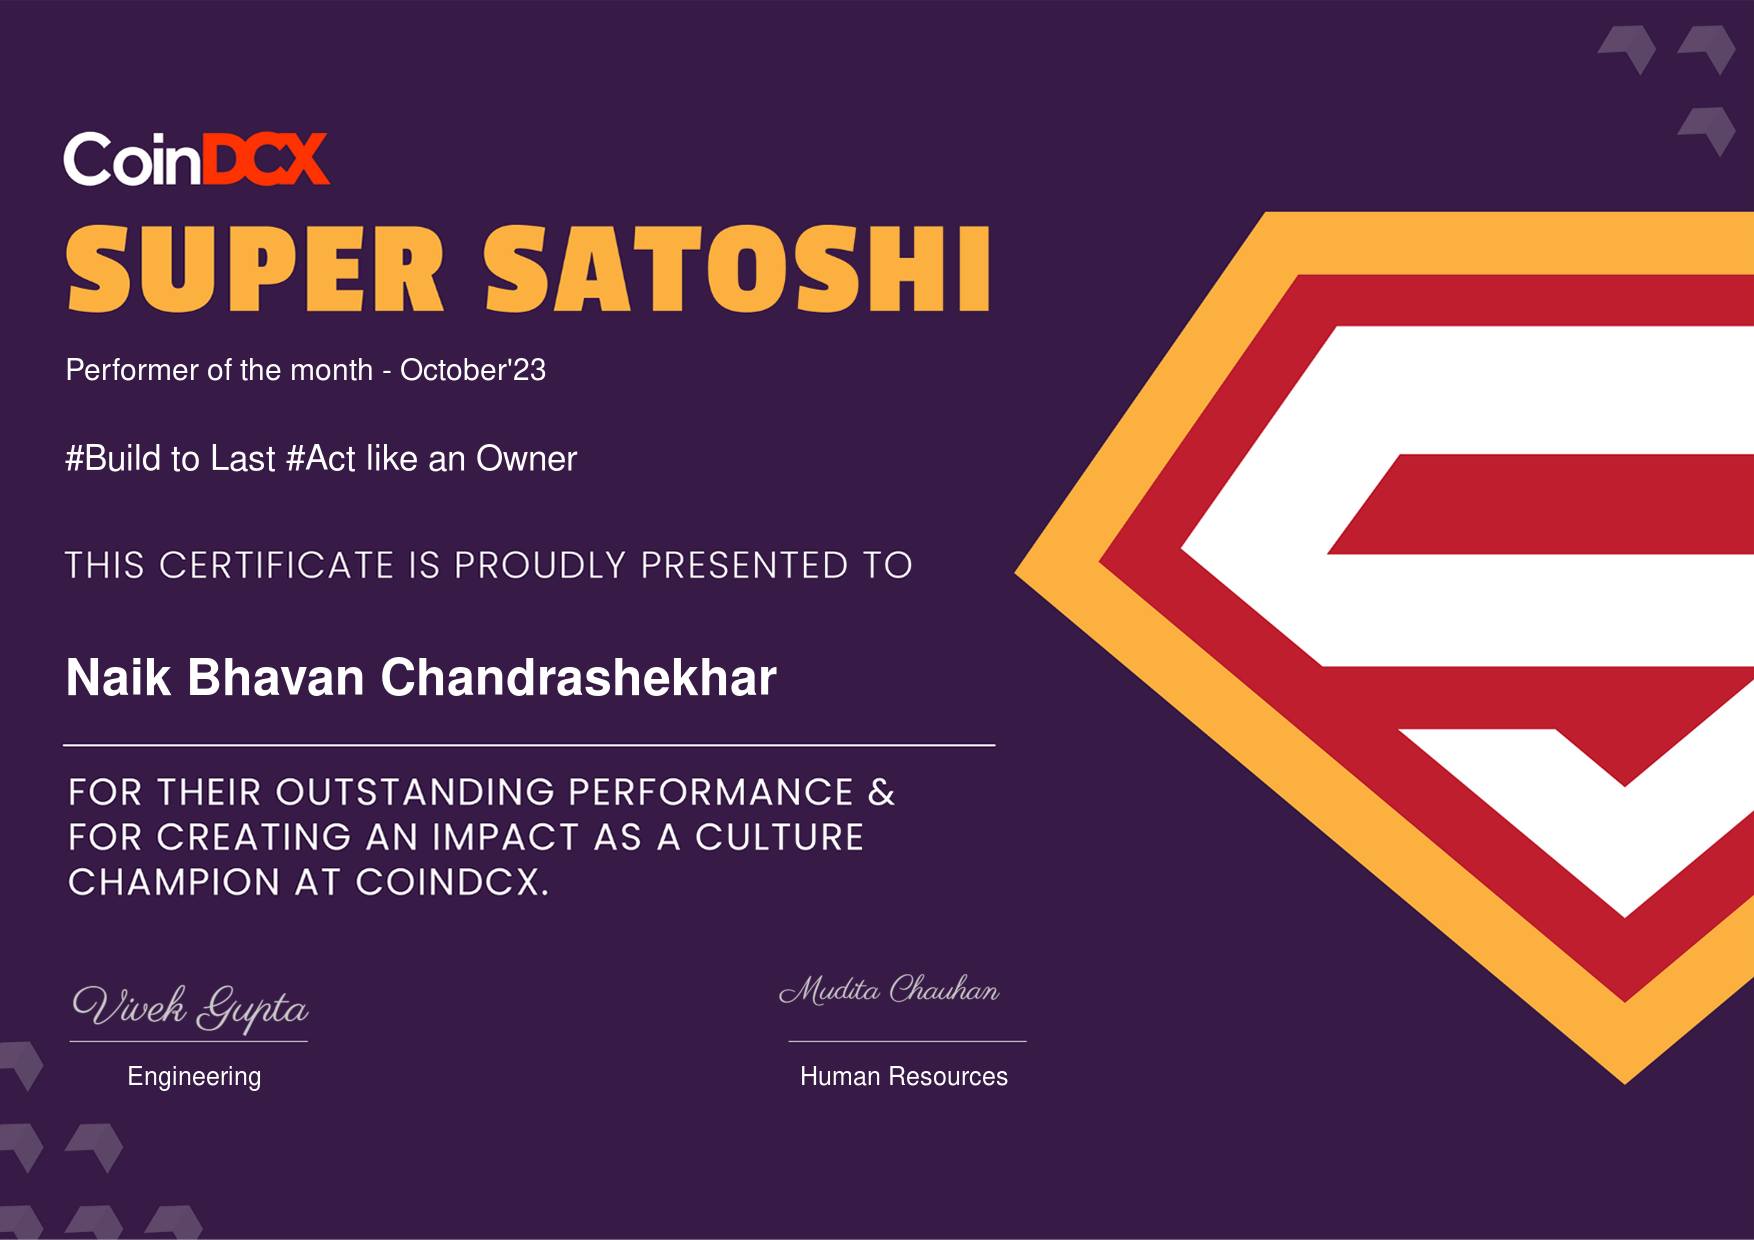 CoinDCX
SUPER SATOSHI
Performer of the month - October'23
#Build to Last #Act like an Owner
THIS CERTIFICATE IS PROUDLY PRESENTED TO
Naik Bhavan Chandrashekhar
FOR THEIR OUTSTANDING PERFORMANCE &
FOR CREATING AN IMPACT AS A CULTURE
CHAMPION AT COINDCX.
Vivek Gupta
Engineering
Mudita Chauhan
Human Resources